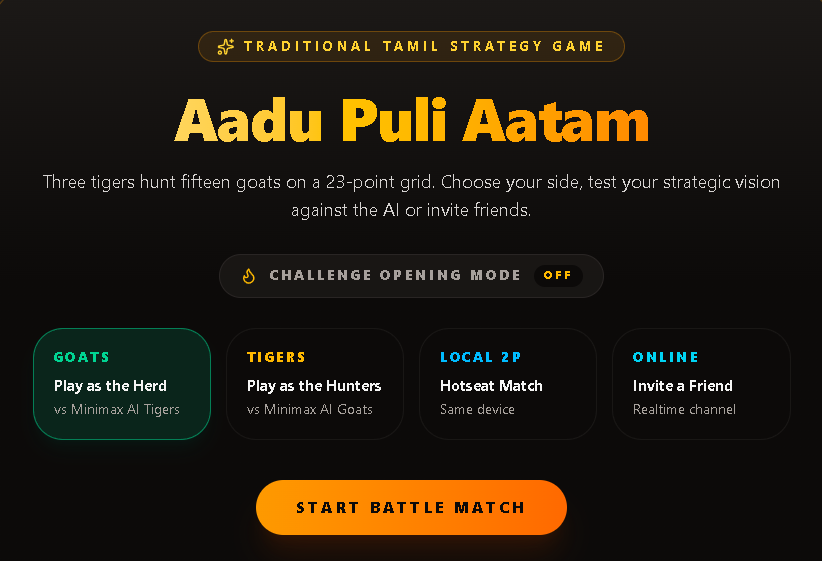 TRADITIONAL TAMIL STRATEGY GAME
Aadu Puli Aatam
Three tigers hunt fifteen goats on a 23-point grid. Choose your side, test your strategic vision
against the AI or invite friends.
CHALLENGE OPENING MODE OFF
GOATS
Play as the Herd
vs Minimax AI Tigers
TIGERS
Play as the Hunters
vs Minimax AI Goats
LOCAL 2P
Hotseat Match
Same device
ONLINE
Invite a Friend
Realtime channel
START BATTLE MATCH